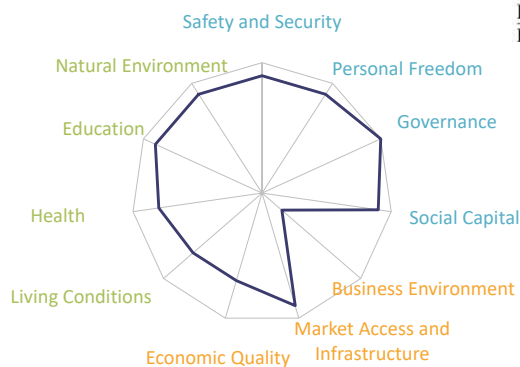 Safety and Security
Natural Environment
Personal Freedom
Education
Governance
Health
Social Capital
Living Conditions
Business Environment
Market Access and
Infrastructure
Economic Quality